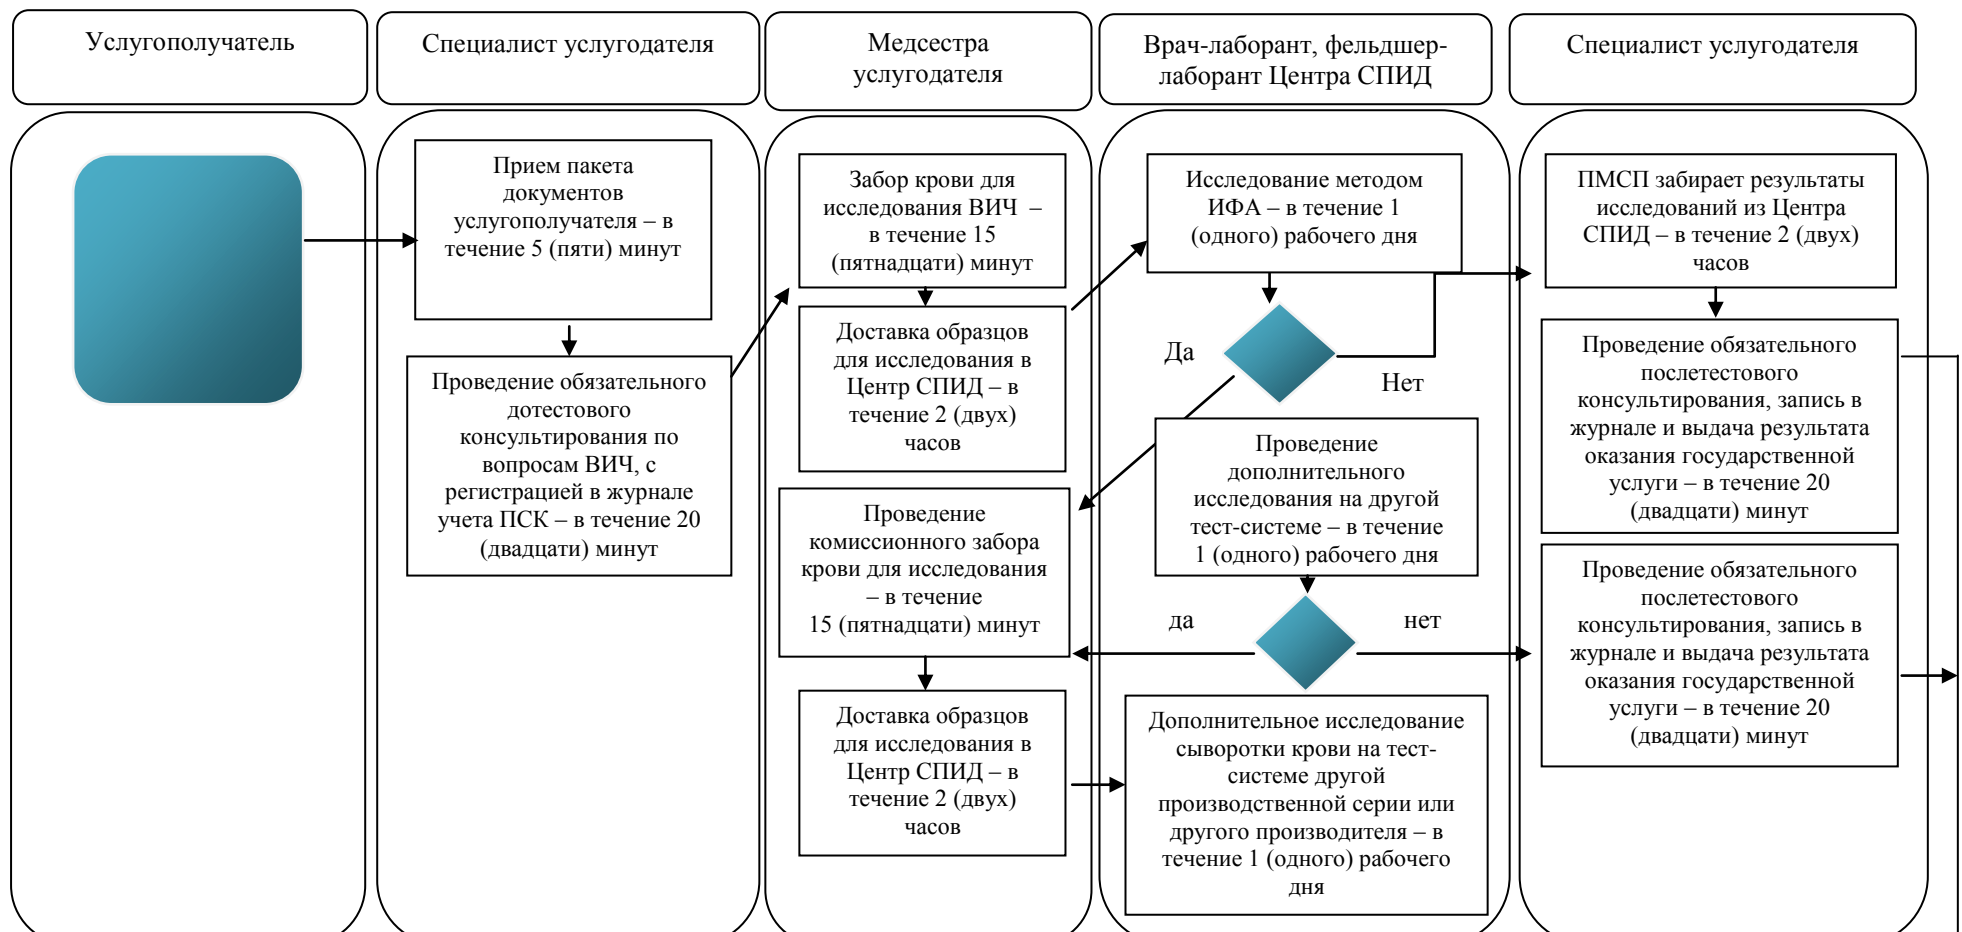 Услугополучатель
Специалист услугодателя
Медсестра
услугодателя
Врач-лаборант, фельдшер-
лаборант Центра СПИД
Специалист услугодателя
Прием пакета
документов
услугополучателя – в
течение 5 (пяти) минут
Проведение обязательного
дотестового
консультирования по
вопросам ВИЧ, с
регистрацией в журнале
учета ПСК – в течение 20
(двадцати) минут
Забор крови для
исследования ВИЧ –
в течение 15
(пятнадцати) минут
Доставка образцов
для исследования в
Центр СПИД – в
течение 2 (двух)
часов
Проведение
комиссионного забора
крови для исследования
– в течение
15 (пятнадцати) минут
Доставка образцов
для исследования в
Центр СПИД – в
течение 2 (двух)
часов
Исследование методом
ИФА – в течение 1
(одного) рабочего дня
Да
Нет
Проведение
дополнительного
исследования на другой
тест-системе – в течение
1 (одного) рабочего дня
да
нет
Дополнительное исследование
сыворотки крови на тест-
системе другой
производственной серии или
другого производителя – в
течение 1 (одного) рабочего
дня
ПМСП забирает результаты
исследований из Центра
СПИД – в течение 2 (двух)
часов
Проведение обязательного
послетестового
консультирования, запись в
журнале и выдача результата
оказания государственной
услуги – в течение 20
(двадцати) минут
Проведение обязательного
послетестового
консультирования, запись в
журнале и выдача результата
оказания государственной
услуги – в течение 20
(двадцати) минут